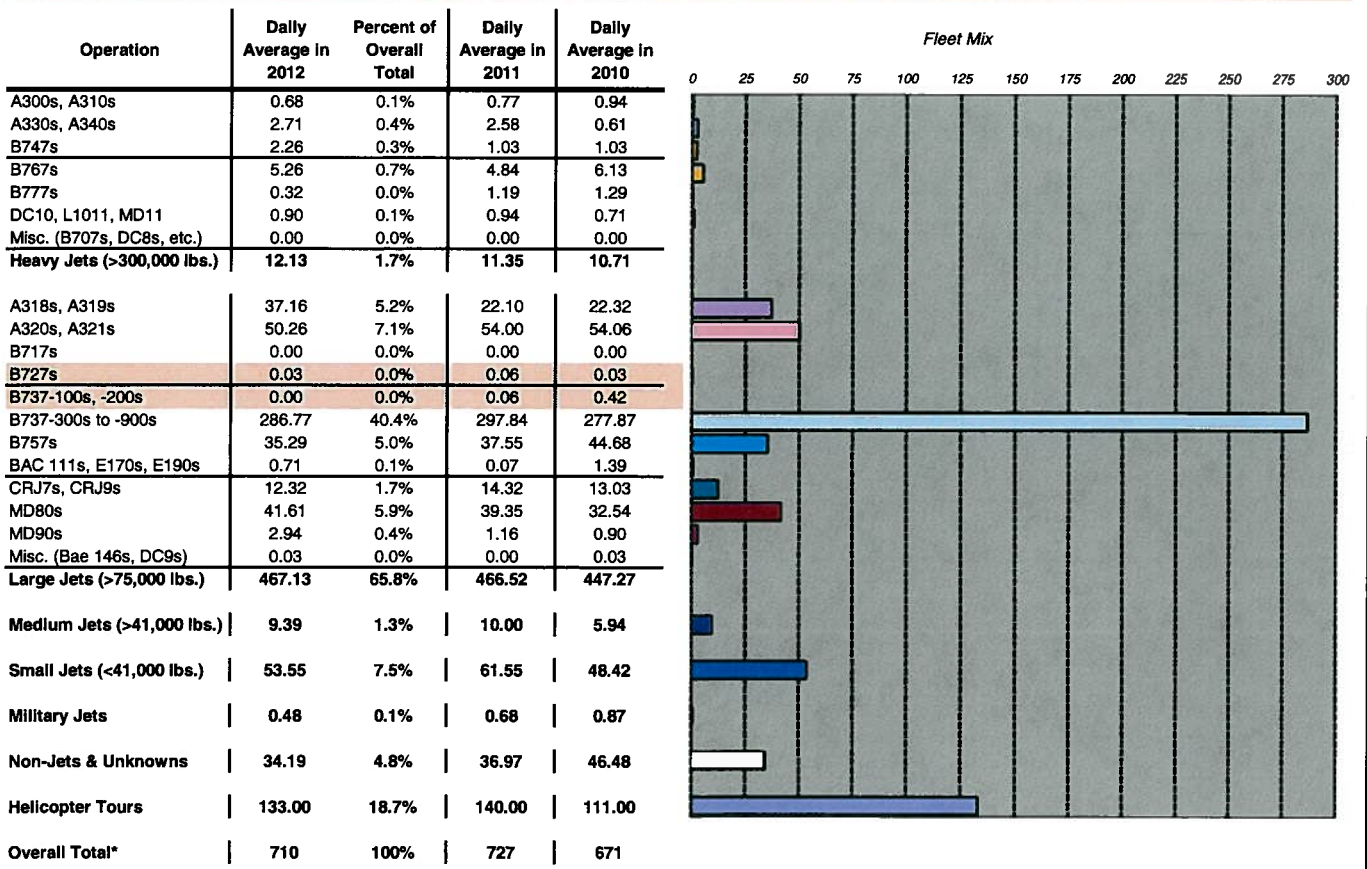 Operation Daily Average in 2012 Percent of Overall Total Daily Average in 2011 Daily Average in 2010
Fleet Mix
0 25 50 75 100 125 150 175 200 225 250 275 300
A300s, A310s 0.68 0.1% 0.77 0.94
A330s, A340s 2.71 0.4% 2.58 0.61
B747s 2.26 0.3% 1.03 1.03
B767s 5.26 0.7% 4.84 6.13
B777s 0.32 0.0% 1.19 1.29
DC10, L1011, MD11 0.90 0.1% 0.94 0.71
Misc. (B707s, DC8s, etc.) 0.00 0.0% 0.00 0.00
Heavy Jets (>300,000 lbs.) 12.13 1.7% 11.35 10.71
A318s, A319s 37.16 5.2% 22.10 22.32
A320s, A321s 50.26 7.1% 54.00 54.06
B717s 0.00 0.0% 0.00 0.00
B727s 0.03 0.0% 0.06 0.03
B737-100s, -200s 0.00 0.0% 0.06 0.42
B737-300s to -900s 286.77 40.4% 297.84 277.87
B757s 35.29 5.0% 37.55 44.68
BAC 111s, E170s, E190s 0.71 0.1% 0.07 1.39
CRJ7s, CRJ9s 12.32 1.7% 14.32 13.03
MD80s 41.61 5.9% 39.35 32.54
MD90s 2.94 0.4% 1.16 0.90
Misc. (Bae 146s, DC9s) 0.03 0.0% 0.00 0.03
Large Jets (>75,000 lbs.) 467.13 65.8% 466.52 447.27
Medium Jets (>41,000 lbs.) 9.39 1.3% 10.00 5.94
Small Jets (<41,000 lbs.) 53.55 7.5% 61.55 48.42
Military Jets 0.48 0.1% 0.68 0.87
Non-Jets & Unknowns 34.19 4.8% 36.97 46.48
Helicopter Tours 133.00 18.7% 140.00 111.00
Overall Total* 710 100% 727 671